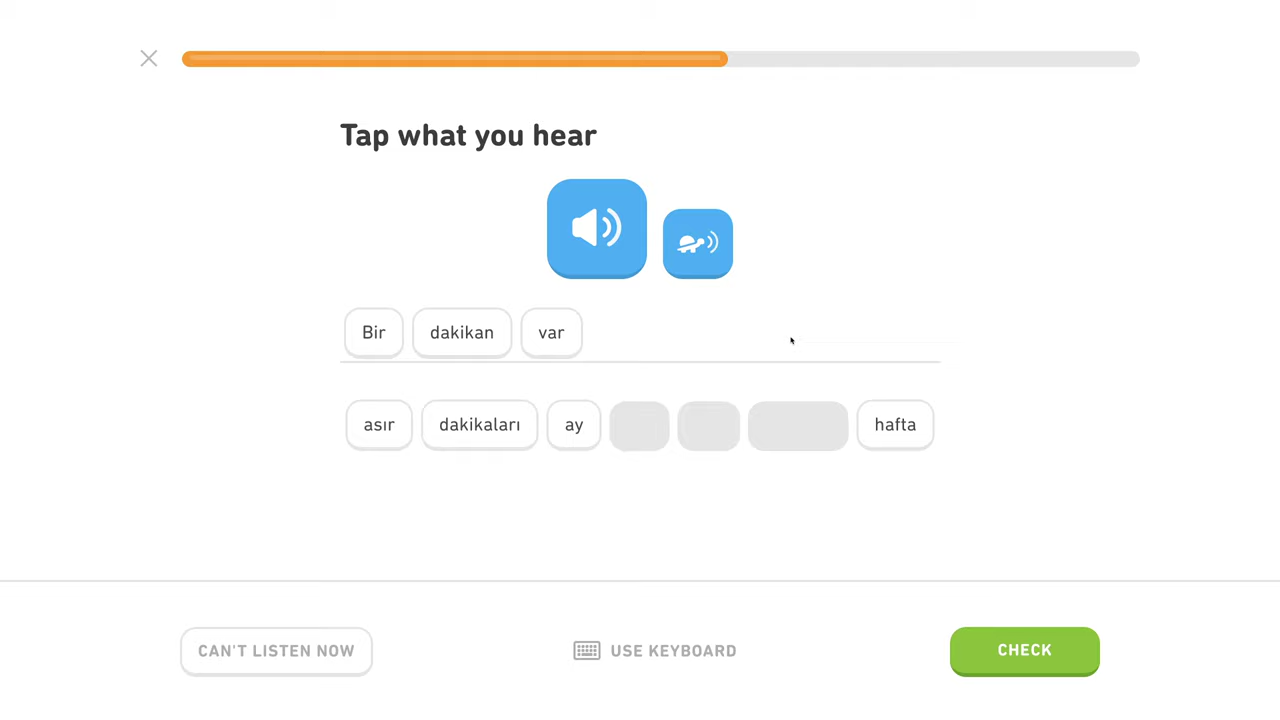 Tap what you hear
Bir dakikan var
asır dakikaları ay hafta
CAN'T LISTEN NOW USE KEYBOARD CHECK